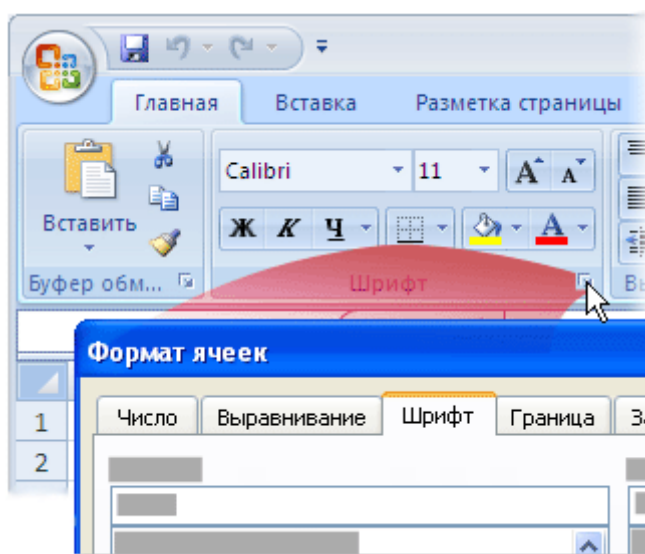 Главная Вставка Разметка страницы
Calibri 11 A A
Вставить Ж К Ч А
Буфер обм... Шрифт
Формат ячеек
1 Число Выравнивание Шрифт Граница
2